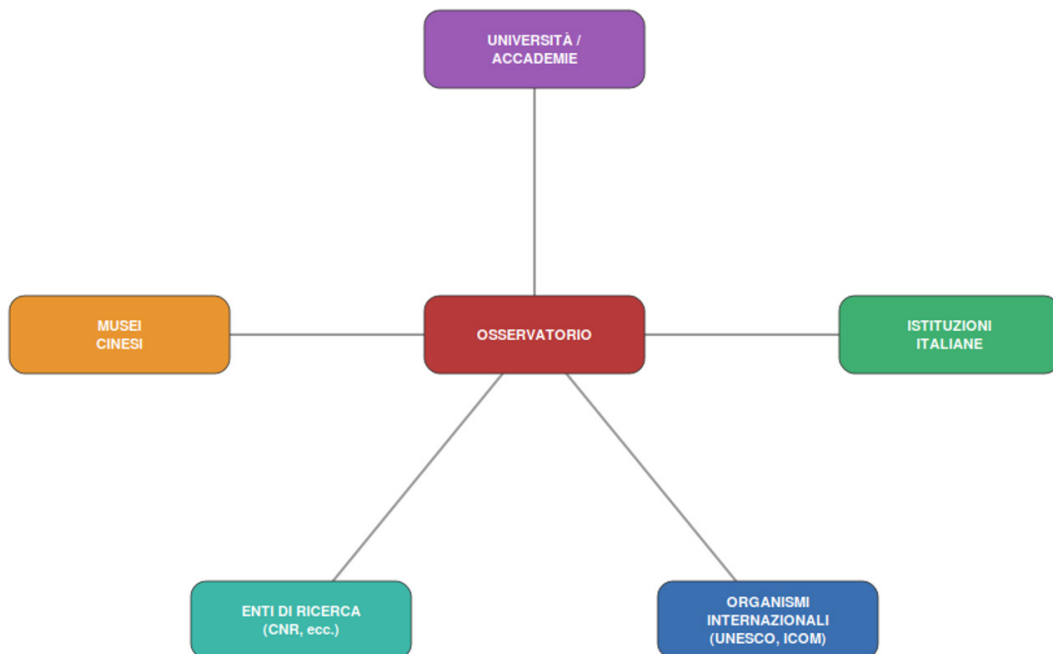 UNIVERSITÀ /
ACCADEMIE
MUSEI
CINESI
OSSERVATORIO
ISTITUZIONI
ITALIANE
ENTI DI RICERCA
(CNR, ecc.)
ORGANISMI
INTERNAZIONALI
(UNESCO, ICOM)